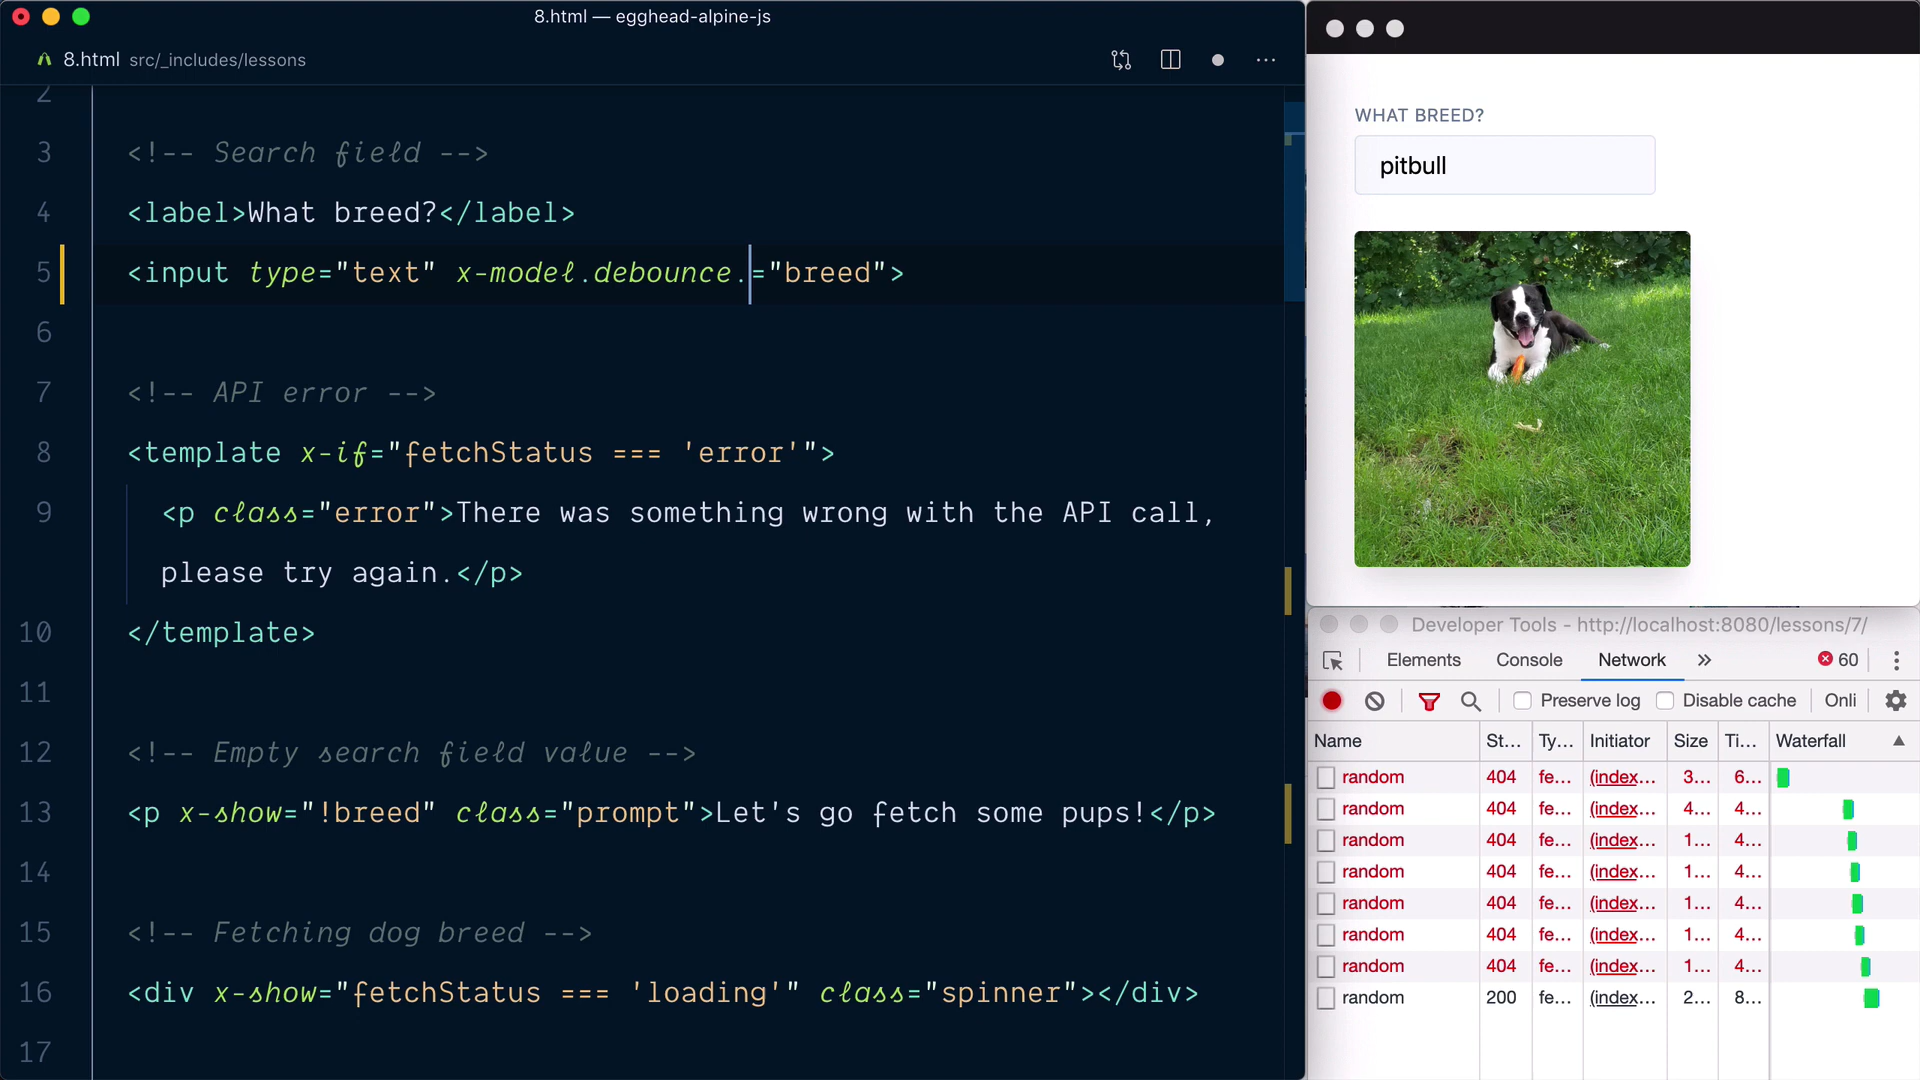 8.html — egghead-alpine-js
8.html src/_includes/lessons
2
3 <!-- Search field -->
4 <label>What breed?</label>
5 <input type="text" x-model.debounce.="breed">
6
7 <!-- API error -->
8 <template x-if="fetchStatus === 'error'">
9 <p class="error">There was something wrong with the API call,
please try again.</p>
10 </template>
11
12 <!-- Empty search field value -->
13 <p x-show="!breed" class="prompt">Let's go fetch some pups!</p>
14
15 <!-- Fetching dog breed -->
16 <div x-show="fetchStatus === 'loading'" class="spinner"></div>
17
WHAT BREED?
pitbull
Developer Tools - http://localhost:8080/lessons/7/
Elements Console Network » 60
Preserve log Disable cache Onli
Name St... Ty... Initiator Size Ti... Waterfall
random 404 fe... (index... 3... 6...
random 404 fe... (index... 4... 4...
random 404 fe... (index... 1... 4...
random 404 fe... (index... 1... 4...
random 404 fe... (index... 1... 4...
random 404 fe... (index... 1... 4...
random 404 fe... (index... 1... 4...
random 200 fe... (index... 2... 8...